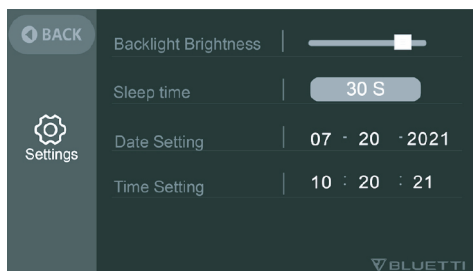 BACK
Settings
Backlight Brightness
Sleep time 30 S
Date Setting 07 - 20 - 2021
Time Setting 10 : 20 : 21
BLUETTI